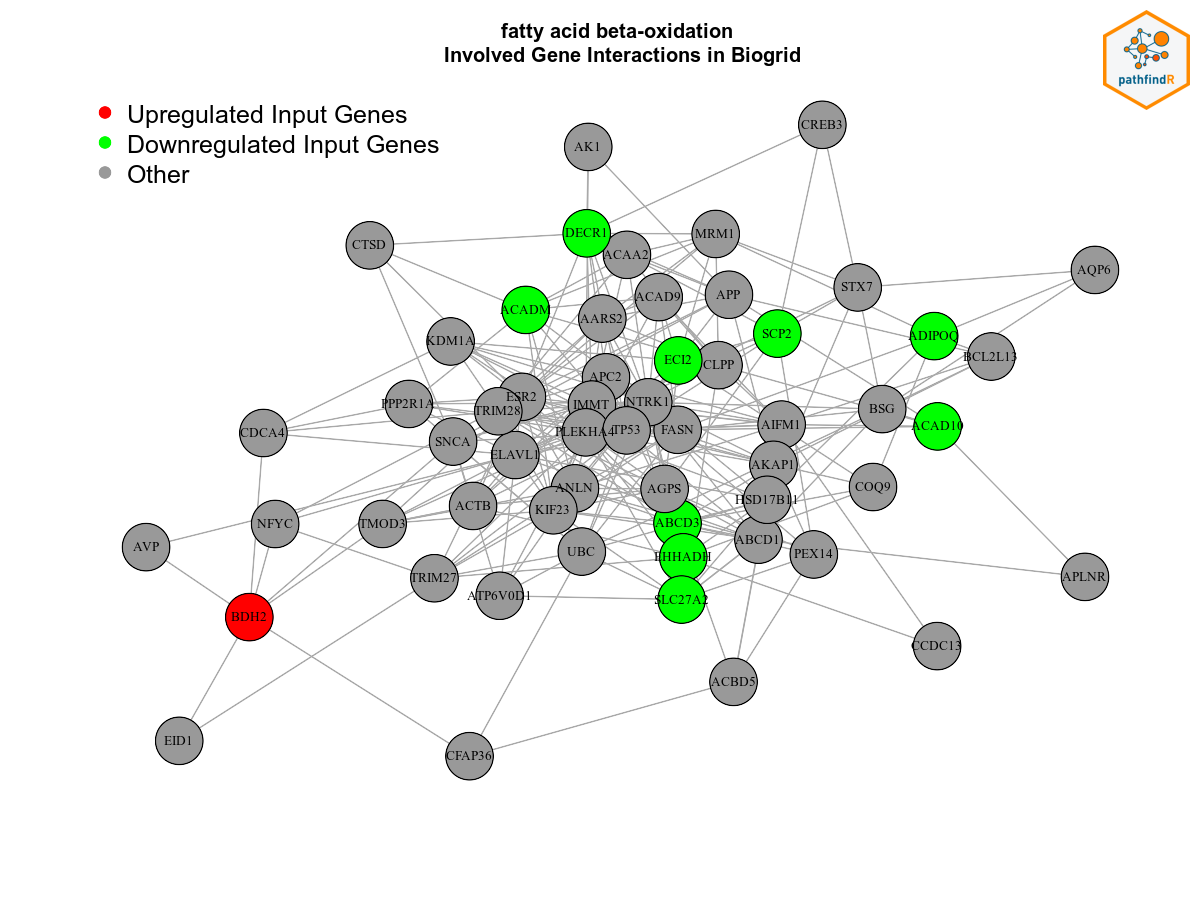 fatty acid beta-oxidation
Involved Gene Interactions in Biogrid
pathfindR
Upregulated Input Genes
Downregulated Input Genes
Other
CREB3
AK1
DECR1
MRM1
CTSD
ACAA2
AQP6
STX7
ACAD9
APP
ACADM
AARS2
SCP2
ADIPOQ
KDM1A
BCL2L13
ECI2
CLPP
APC2
ESR2
PPP2R1A
TRIM28
IMMT
NTRK1
BSG
AIFM1
ACAD10
CDCA4
PLEKHA4
TP53
FASN
SNCA
ELAVL1
AKAP1
ANLN
AGPS
COQ9
HSD17B11
ACTB
KIF23
NFYC
TMOD3
ABCD3
ABCD1
AVP
UBC
EHHADH
PEX14
TRIM27
APLNR
ATP6V0D1
SLC27A2
BDH2
CCDC13
ACBD5
EID1
CFAP36